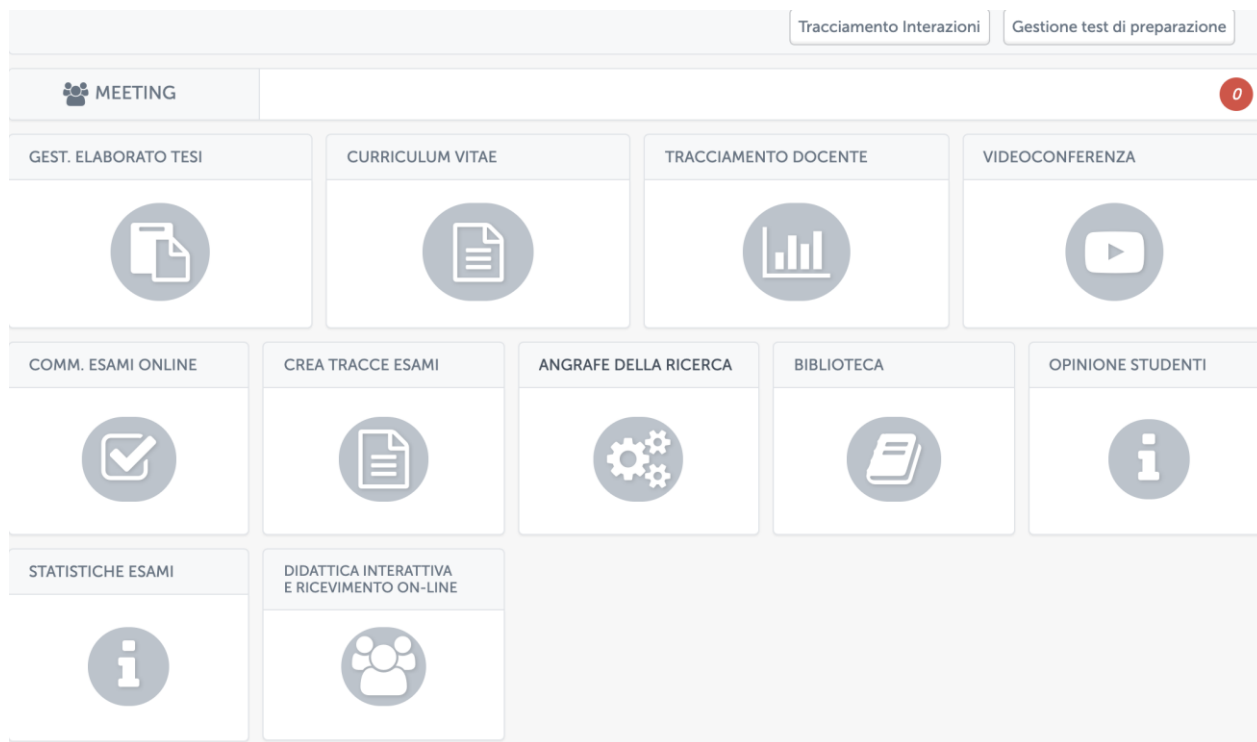 Tracciamento Interazioni
Gestione test di preparazione
MEETING
0
GEST. ELABORATO TESI
CURRICULUM VITAE
TRACCIAMENTO DOCENTE
VIDEOCONFERENZA
COMM. ESAMI ONLINE
CREA TRACCE ESAMI
ANGRAFE DELLA RICERCA
BIBLIOTECA
OPINIONE STUDENTI
STATISTICHE ESAMI
DIDATTICA INTERATTIVA
E RICEVIMENTO ON-LINE